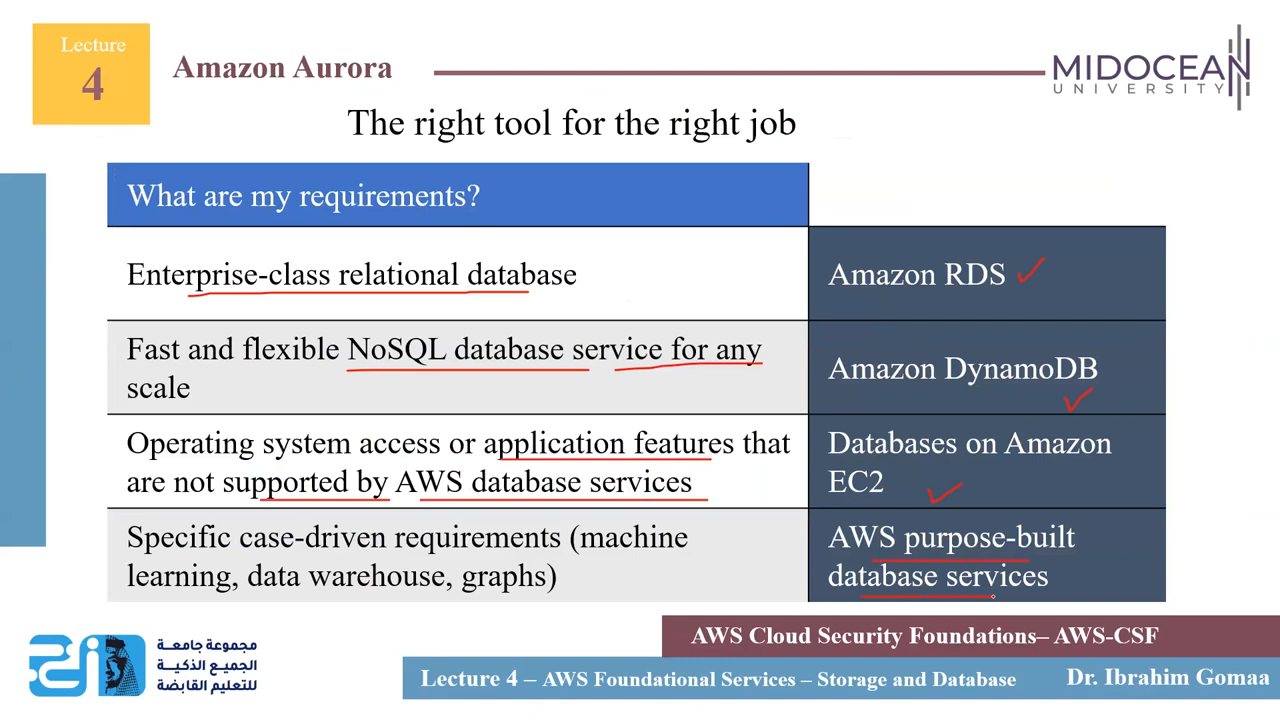 Lecture
4
Amazon Aurora
MIDOCEAN
UNIVERSITY
The right tool for the right job
What are my requirements?
Enterprise-class relational database
Amazon RDS
Fast and flexible NoSQL database service for any
scale
Amazon DynamoDB
Operating system access or application features that
are not supported by AWS database services
Databases on Amazon
EC2
Specific case-driven requirements (machine
learning, data warehouse, graphs)
AWS purpose-built
database services
مجموعة جامعة
الجميع الذكية
للتعليم القابضة
AWS Cloud Security Foundations– AWS-CSF
Lecture 4 – AWS Foundational Services – Storage and Database
Dr. Ibrahim Gomaa